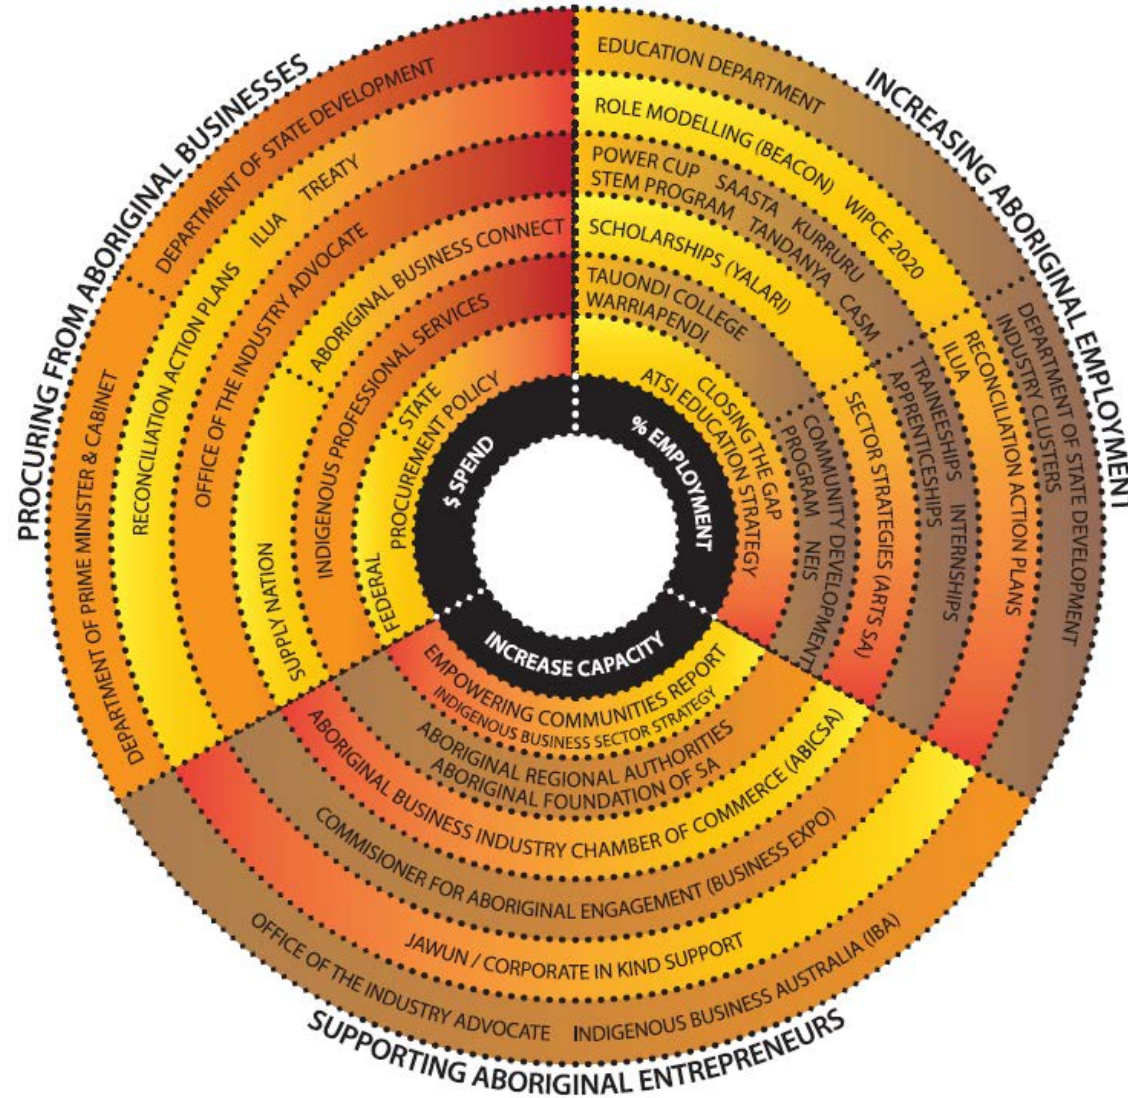 PROCURING FROM ABORIGINAL BUSINESSES
DEPARTMENT OF PRIME MINISTER & CABINET
DEPARTMENT OF STATE DEVELOPMENT
RECONCILIATION ACTION PLANS ILUA TREATY
OFFICE OF THE INDUSTRY ADVOCATE
SUPPLY NATION
ABORIGINAL BUSINESS CONNECT
INDIGENOUS PROFESSIONAL SERVICES
FEDERAL
STATE
PROCUREMENT POLICY
$ SPEND
INCREASING ABORIGINAL EMPLOYMENT
EDUCATION DEPARTMENT
DEPARTMENT OF STATE DEVELOPMENT
INDUSTRY CLUSTERS
ROLE MODELLING (BEACON) WIPCE 2020
RECONCILIATION ACTION PLANS
ILUA
POWER CUP SAASTA KURRURU
STEM PROGRAM TANDANYA CASM
TRAINEESHIPS INTERNSHIPS
APPRENTICESHIPS
SCHOLARSHIPS (YALARI)
SECTOR STRATEGIES (ARTS SA)
TAUONDI COLLEGE
WARRIAPENDI
COMMUNITY DEVELOPMENT
PROGRAM NEIS
CLOSING THE GAP
ATSI EDUCATION STRATEGY
% EMPLOYMENT
INCREASE CAPACITY
EMPOWERING COMMUNITIES REPORT
INDIGENOUS BUSINESS SECTOR STRATEGY
ABORIGINAL REGIONAL AUTHORITIES
ABORIGINAL FOUNDATION OF SA
ABORIGINAL BUSINESS INDUSTRY CHAMBER OF COMMERCE (ABICSA)
COMMISIONER FOR ABORIGINAL ENGAGEMENT (BUSINESS EXPO)
JAWUN / CORPORATE IN KIND SUPPORT
OFFICE OF THE INDUSTRY ADVOCATE INDIGENOUS BUSINESS AUSTRALIA (IBA)
SUPPORTING ABORIGINAL ENTREPRENEURS